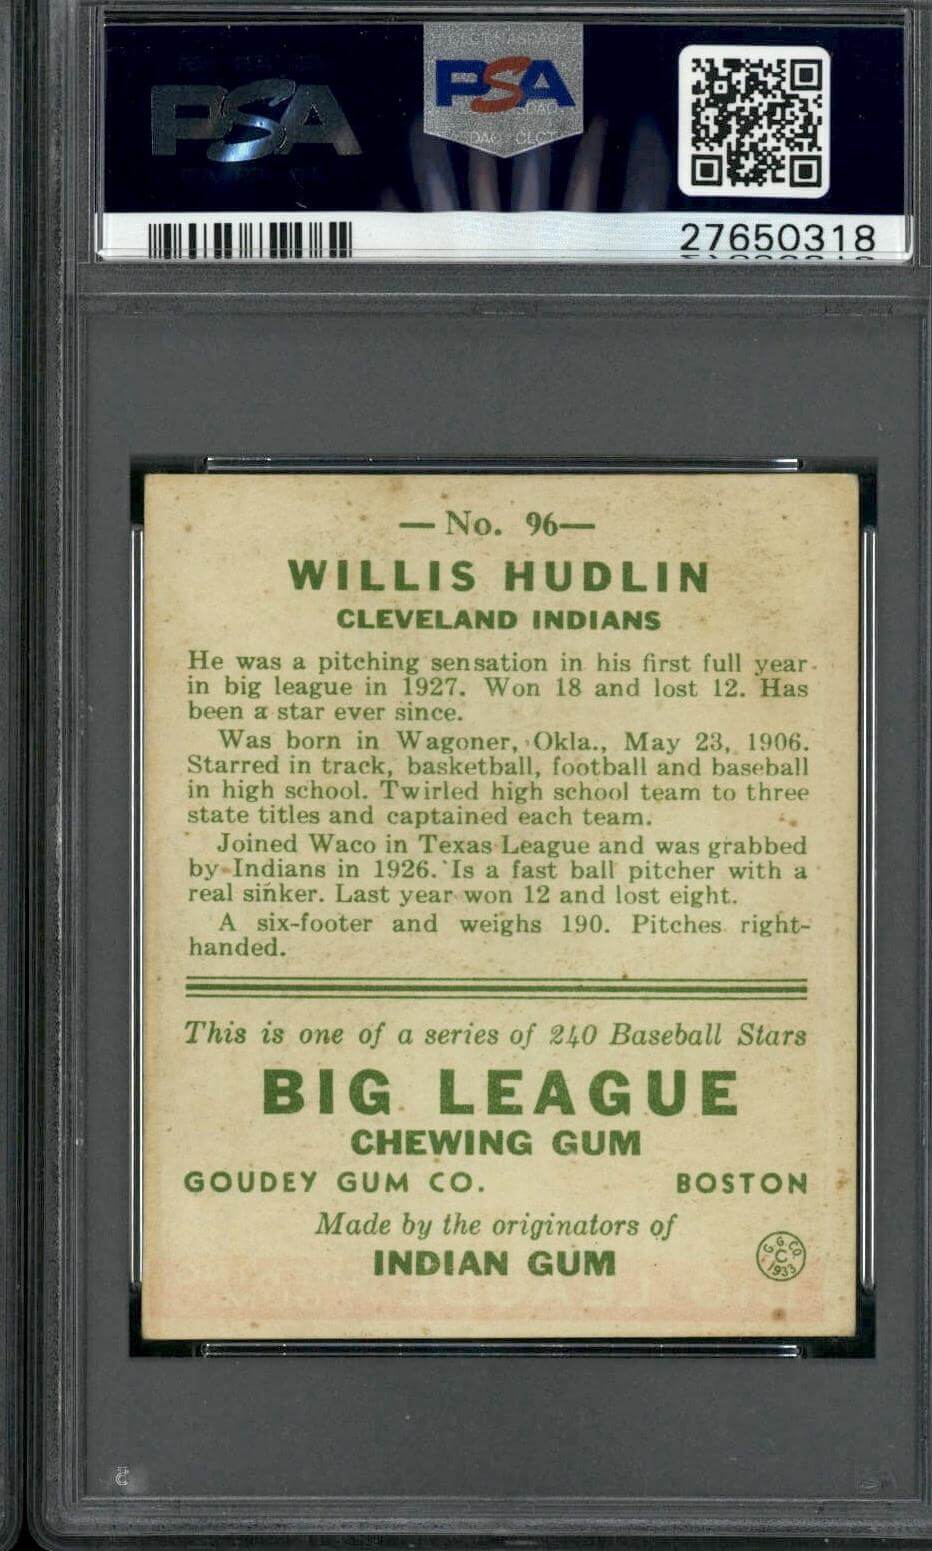 PSA
PSA
27650318
— No. 96—
WILLIS HUDLIN
CLEVELAND INDIANS
He was a pitching sensation in his first full year
in big league in 1927. Won 18 and lost 12. Has
been a star ever since.
Was born in Wagoner, Okla., May 23, 1906.
Starred in track, basketball, football and baseball
in high school. Twirled high school team to three
state titles and captained each team.
Joined Waco in Texas League and was grabbed
by Indians in 1926. Is a fast ball pitcher with a
real sinker. Last year won 12 and lost eight.
A six-footer and weighs 190. Pitches right-
handed.
This is one of a series of 240 Baseball Stars
BIG LEAGUE
CHEWING GUM
GOUDEY GUM CO. BOSTON
Made by the originators of
INDIAN GUM
G. G. CO.
C
1933